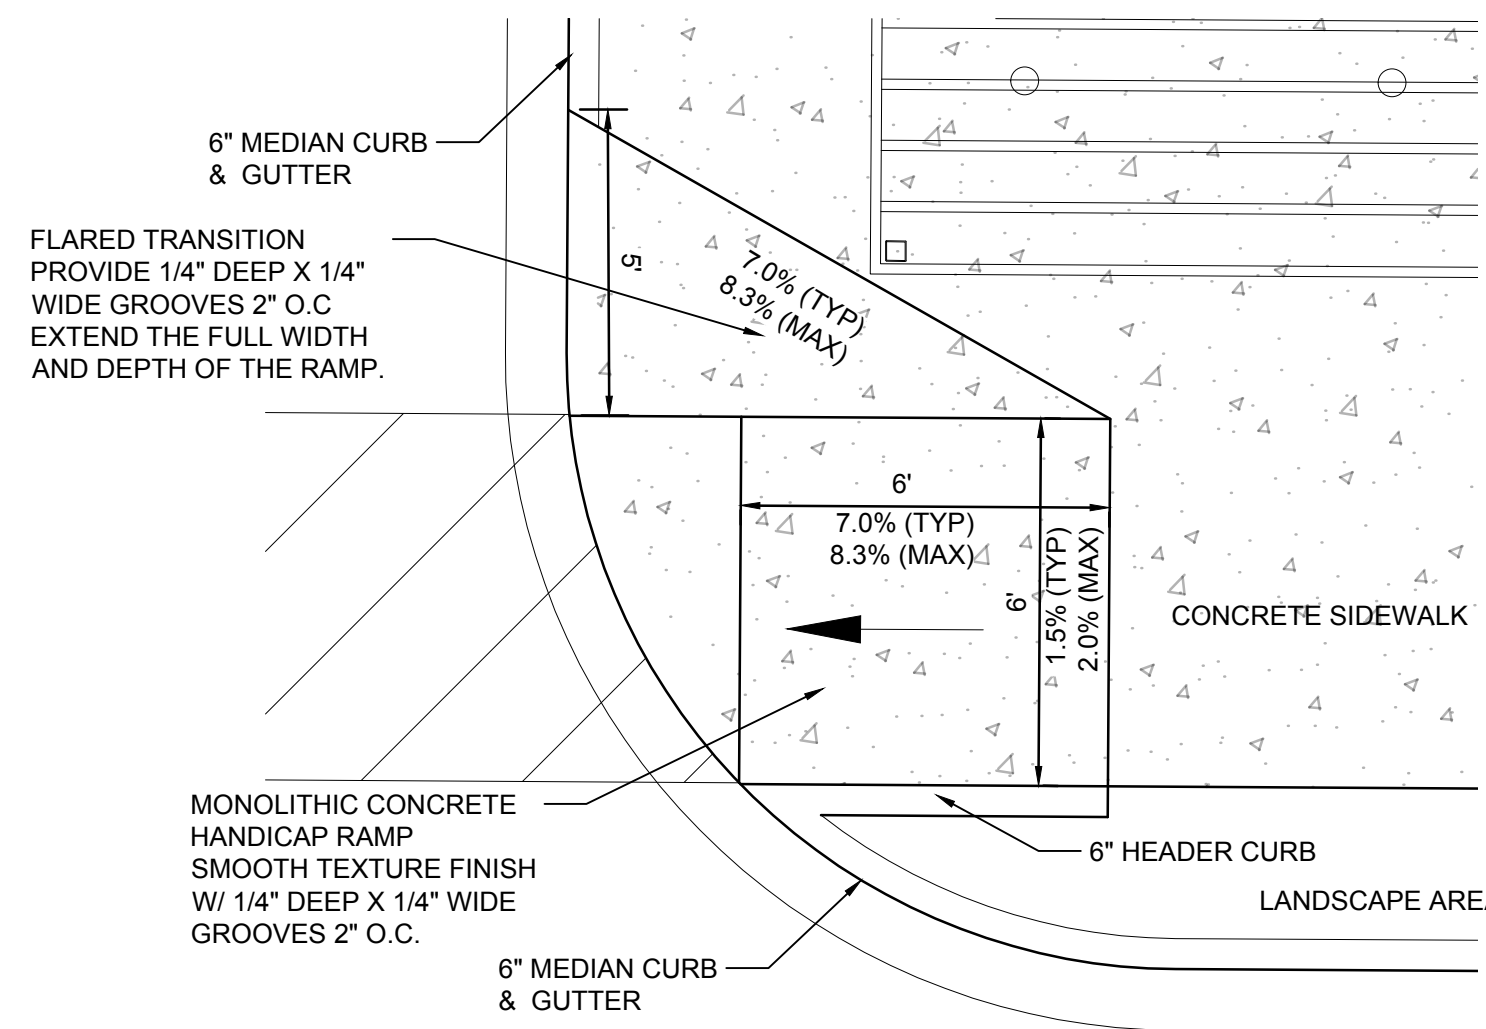 6" MEDIAN CURB
& GUTTER
FLARED TRANSITION
PROVIDE 1/4" DEEP X 1/4"
WIDE GROOVES 2" O.C
EXTEND THE FULL WIDTH
AND DEPTH OF THE RAMP.
5'
7.0% (TYP)
8.3% (MAX)
6'
7.0% (TYP)
8.3% (MAX)
6'
1.5% (TYP)
2.0% (MAX)
CONCRETE SIDEWALK
MONOLITHIC CONCRETE
HANDICAP RAMP
SMOOTH TEXTURE FINISH
W/ 1/4" DEEP X 1/4" WIDE
GROOVES 2" O.C.
6" HEADER CURB
LANDSCAPE AREA
6" MEDIAN CURB
& GUTTER